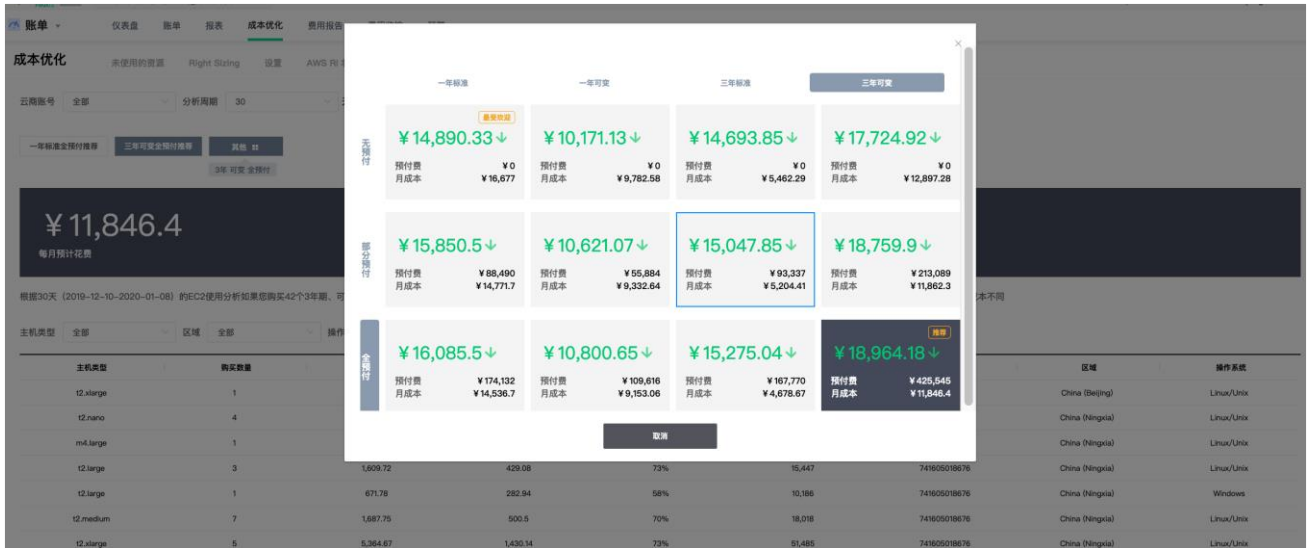 账单
仪表盘 账单 报表 成本优化 费用报告
成本优化
未使用的资源 Right Sizing 设置 AWS RI
云商账号 全部 分析周期 30
一年标准全预付推荐 三年可变全预付推荐 其他
3年 可变 全预付
¥11,846.4
每月预计花费
根据30天（2019-12-10-2020-01-08）的EC2使用分析如果您购买42个3年期、可
本不同
主机类型 全部 区域 全部 操作
一年标准 一年可变 三年标准 三年可变
无预付
最受欢迎
¥14,890.33 ¥10,171.13 ¥14,693.85 ¥17,724.92
预付费 ¥0 预付费 ¥0 预付费 ¥0 预付费 ¥0
月成本 ¥16,677 月成本 ¥9,782.58 月成本 ¥5,462.29 月成本 ¥12,897.28
部分预付
¥15,850.5 ¥10,621.07 ¥15,047.85 ¥18,759.9
预付费 ¥88,490 预付费 ¥55,884 预付费 ¥93,337 预付费 ¥213,089
月成本 ¥14,771.7 月成本 ¥9,332.64 月成本 ¥5,204.41 月成本 ¥11,862.3
全预付
推荐
¥16,085.5 ¥10,800.65 ¥15,275.04 ¥18,964.18
预付费 ¥174,132 预付费 ¥109,616 预付费 ¥167,770 预付费 ¥425,545
月成本 ¥14,536.7 月成本 ¥9,153.06 月成本 ¥4,678.67 月成本 ¥11,846.4
取消
主机类型 购买数量 区域 操作系统
t2.xlarge 1 China (Beijing) Linux/Unix
t2.nano 4 China (Ningxia) Linux/Unix
m4.large 1 China (Ningxia) Linux/Unix
t2.large 3 1,609.72 429.08 73% 15,447 741605018676 China (Ningxia) Linux/Unix
t2.large 1 671.78 282.94 58% 10,186 741605018676 China (Ningxia) Windows
t2.medium 7 1,687.75 500.5 70% 18,018 741605018676 China (Ningxia) Linux/Unix
t2.xlarge 5 5,364.67 1,430.14 73% 51,485 741605018676 China (Ningxia) Linux/Unix